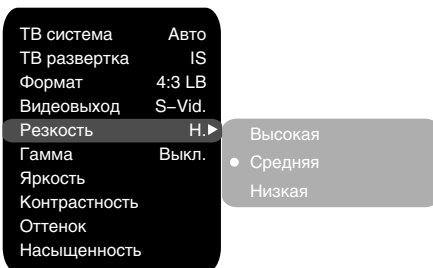 ТВ система Авто
ТВ развертка IS
Формат 4:3 LB
Видеовыход S–Vid.
Резкость Н.
Гамма Выкл.
Яркость
Контрастность
Оттенок
Насыщенность
Высокая
Средняя
Низкая